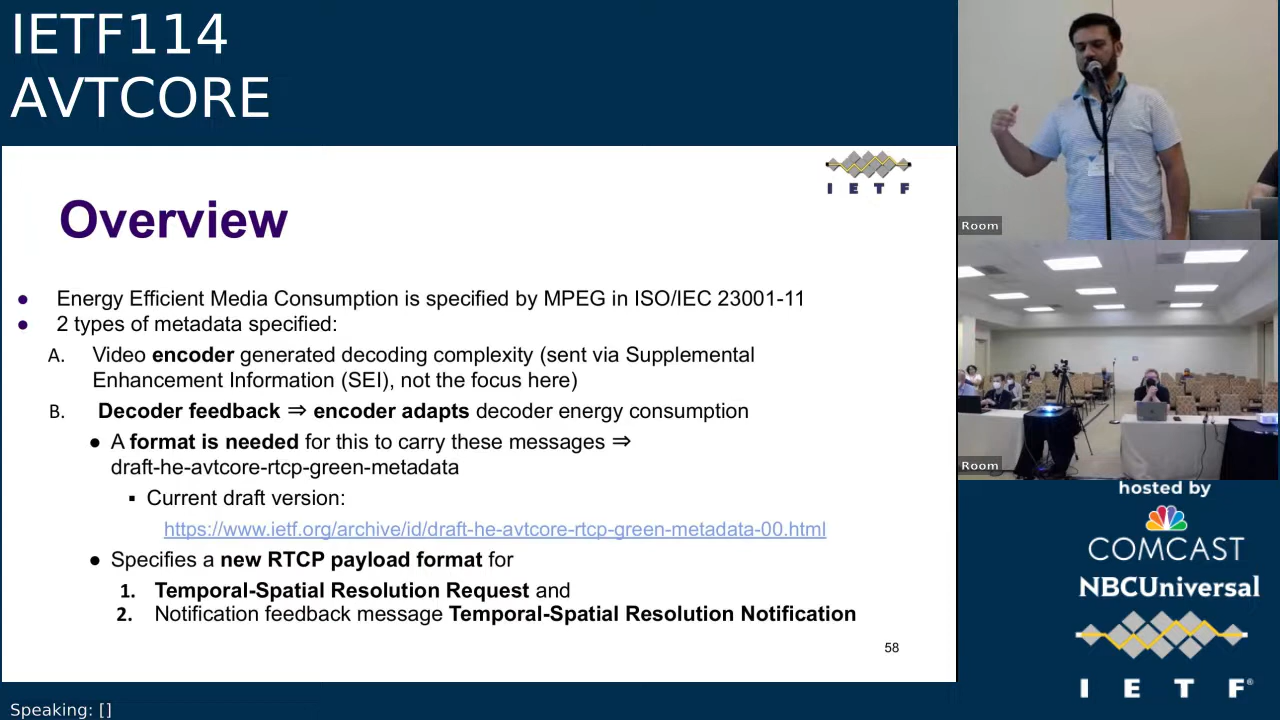 IETF114
AVTCORE
I E T F
Overview
● Energy Efficient Media Consumption is specified by MPEG in ISO/IEC 23001-11
● 2 types of metadata specified:
A. Video encoder generated decoding complexity (sent via Supplemental
Enhancement Information (SEI), not the focus here)
B. Decoder feedback ⇒ encoder adapts decoder energy consumption
● A format is needed for this to carry these messages ⇒
draft-he-avtcore-rtcp-green-metadata
▪ Current draft version:
https://www.ietf.org/archive/id/draft-he-avtcore-rtcp-green-metadata-00.html
● Specifies a new RTCP payload format for
1. Temporal-Spatial Resolution Request and
2. Notification feedback message Temporal-Spatial Resolution Notification
58
Room
Room
hosted by
COMCAST
NBCUniversal
I E T F®
Speaking: []